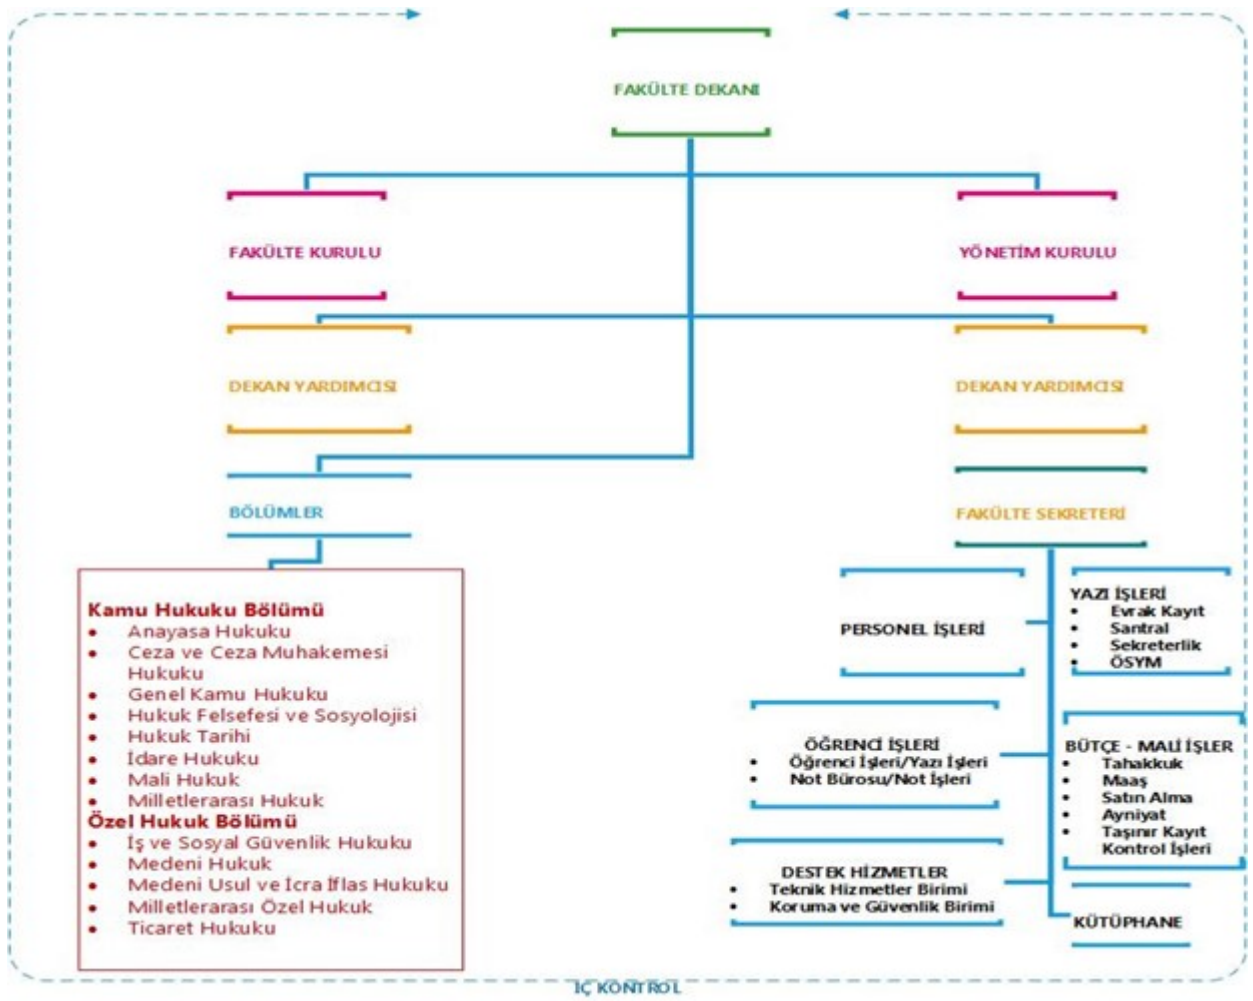 FAKÜLTE DEKANI
FAKÜLTE KURULU
YÖNETİM KURULU
DEKAN YARDIMCISI
DEKAN YARDIMCISI
BÖLÜMLER
FAKÜLTE SEKRETERİ
Kamu Hukuku Bölümü
• Anayasa Hukuku
• Ceza ve Ceza Muhakemesi
Hukuku
• Genel Kamu Hukuku
• Hukuk Felsefesi ve Sosyolojisi
• Hukuk Tarihi
• İdare Hukuku
• Mali Hukuk
• Milletlerarası Hukuk
Özel Hukuk Bölümü
• İş ve Sosyal Güvenlik Hukuku
• Medeni Hukuk
• Medeni Usul ve İcra İflas Hukuku
• Milletlerarası Özel Hukuk
• Ticaret Hukuku
PERSONEL İŞLERİ
YAZI İŞLERİ
• Evrak Kayıt
• Santral
• Sekreterlik
• ÖSYM
ÖĞRENCİ İŞLERİ
• Öğrenci İşleri/Yazı İşleri
• Not Bürosu/Not İşleri
BÜTÇE - MALİ İŞLER
• Tahakkuk
• Maaş
• Satın Alma
• Ayniyat
• Taşınır Kayıt
Kontrol İşleri
DESTEK HİZMETLER
• Teknik Hizmetler Birimi
• Koruma ve Güvenlik Birimi
KÜTÜPHANE
İÇ KONTROL